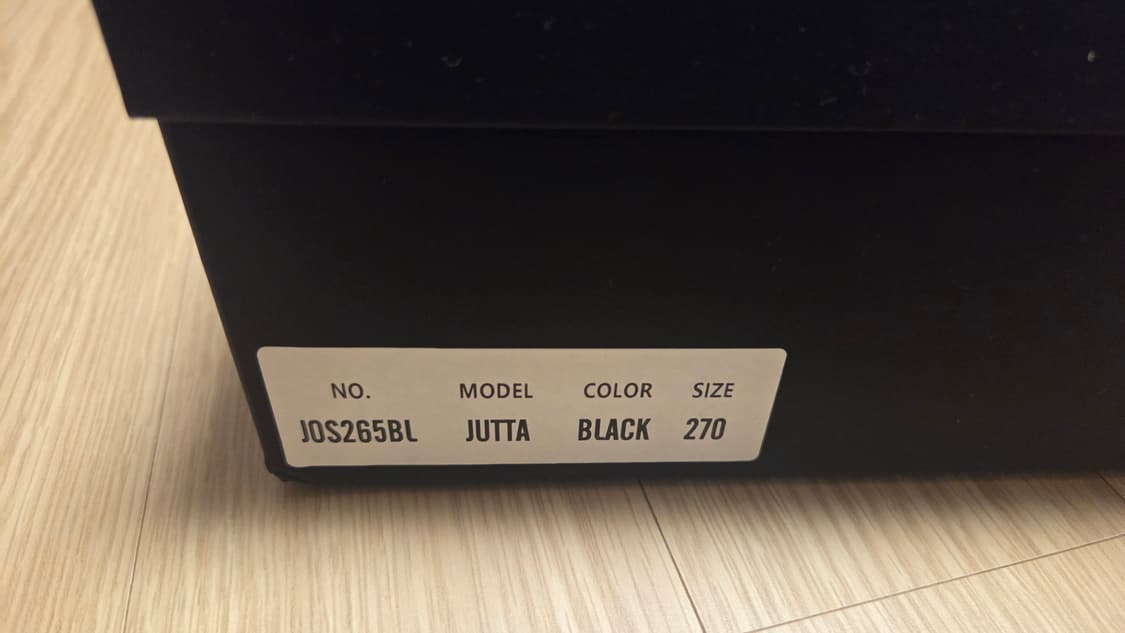 NO. MODEL COLOR SIZE
JOS265BL JUTTA BLACK 270